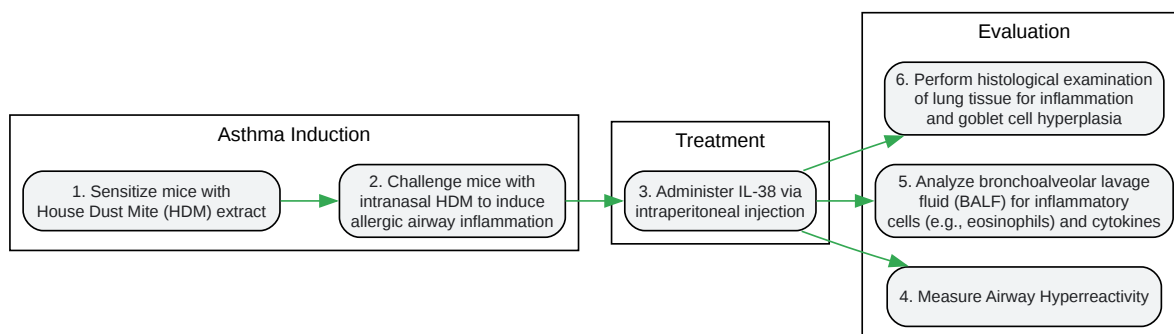 Asthma Induction
1. Sensitize mice with
House Dust Mite (HDM) extract
2. Challenge mice with
intranasal HDM to induce
allergic airway inflammation
Treatment
3. Administer IL-38 via
intraperitoneal injection
Evaluation
6. Perform histological examination
of lung tissue for inflammation
and goblet cell hyperplasia
5. Analyze bronchoalveolar lavage
fluid (BALF) for inflammatory
cells (e.g., eosinophils) and cytokines
4. Measure Airway Hyperreactivity